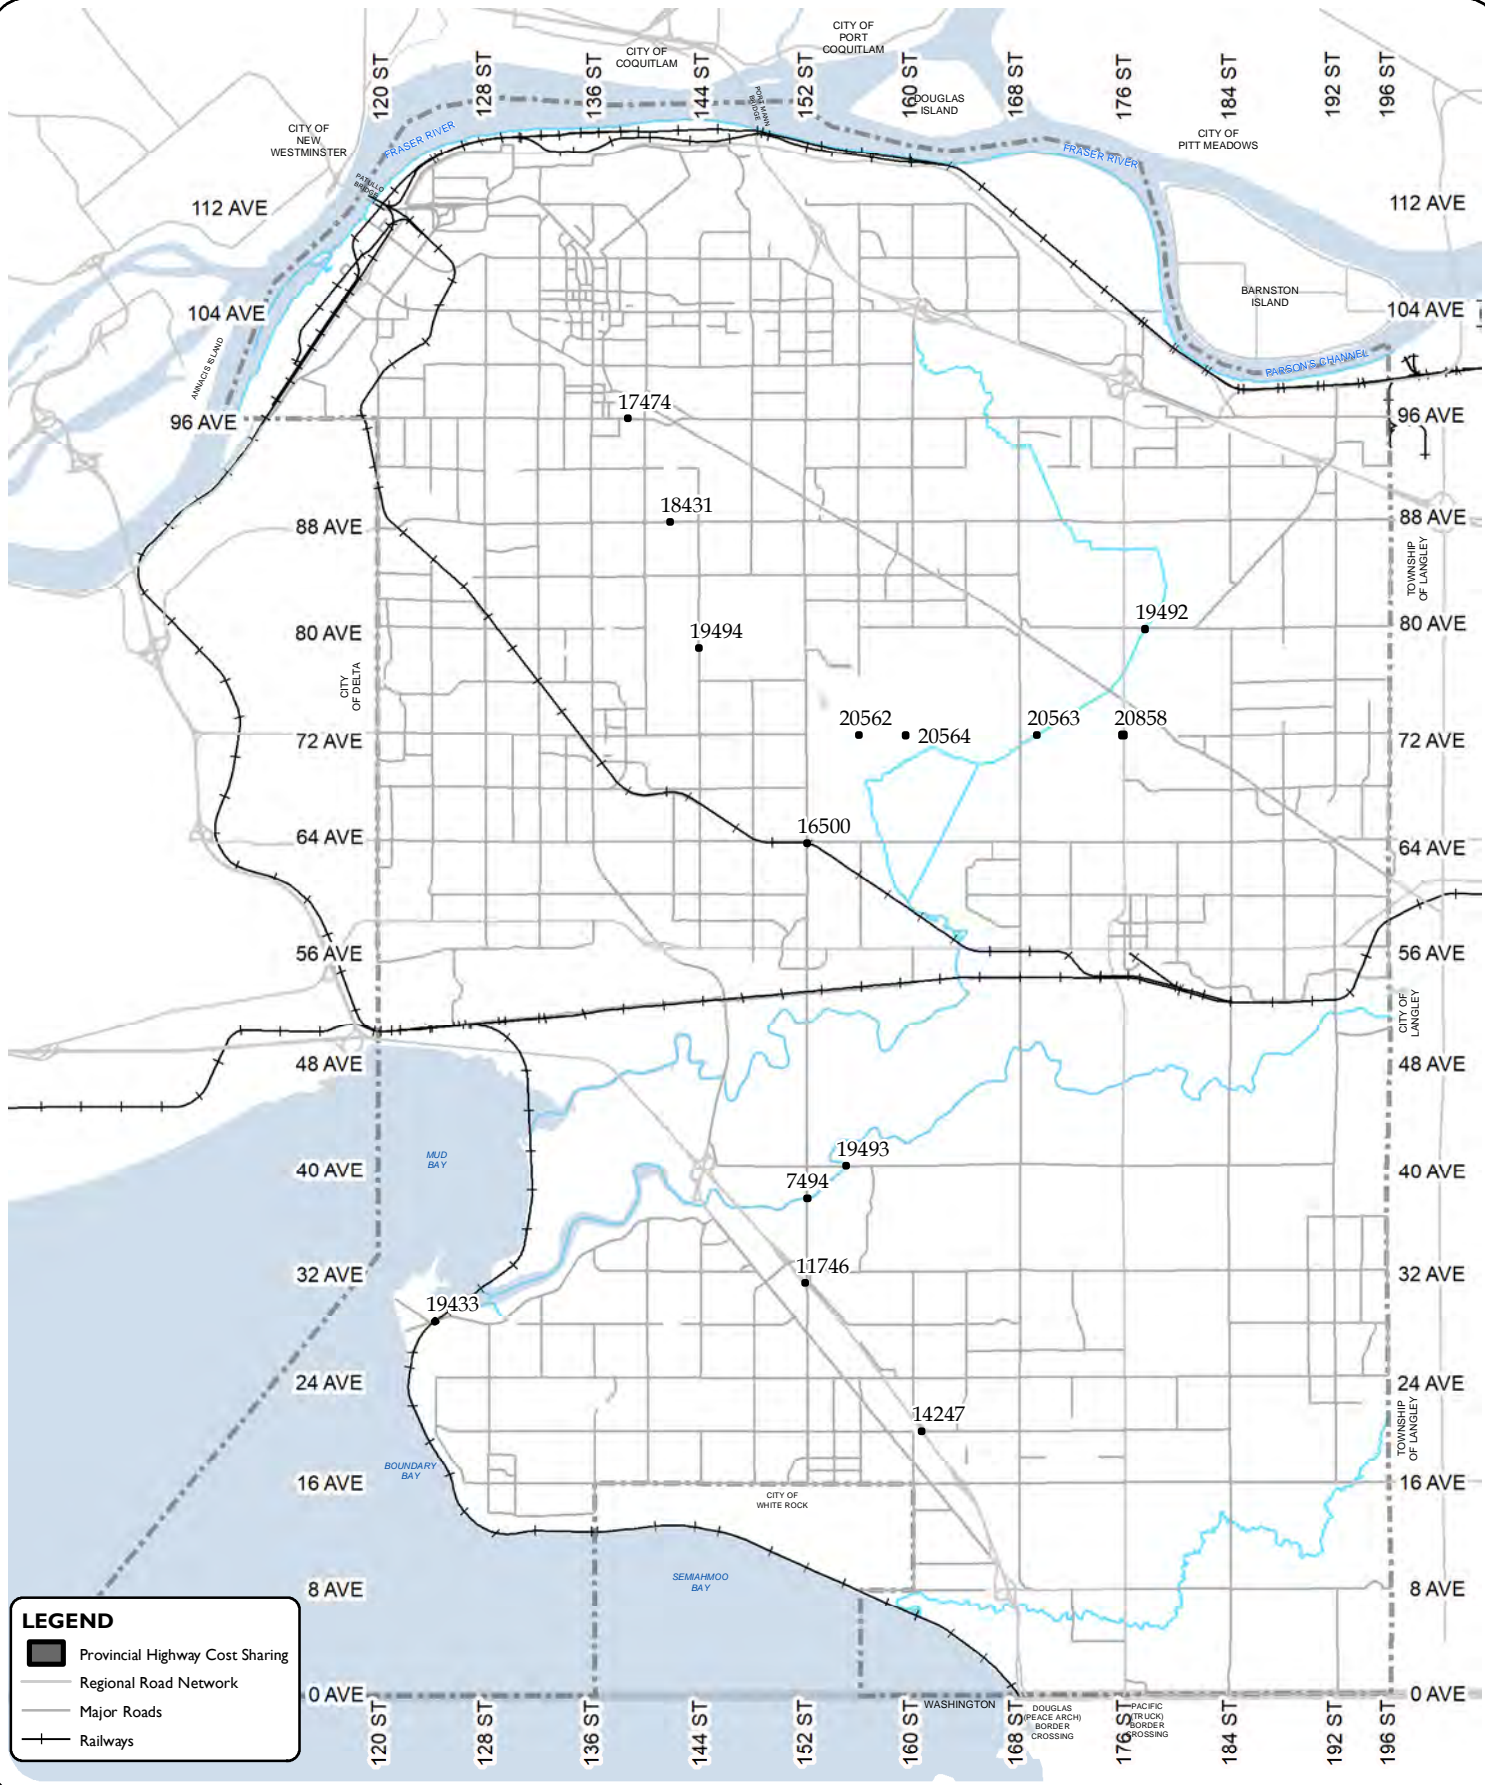 120 ST
128 ST
136 ST
144 ST
152 ST
160 ST
168 ST
176 ST
184 ST
192 ST
196 ST
CITY OF
COQUITLAM
CITY OF
PORT
COQUITLAM
PORT MANN
BRIDGE
DOUGLAS
ISLAND
CITY OF
NEW
WESTMINSTER
FRASER RIVER
FRASER RIVER
CITY OF
PITT MEADOWS
PATULLO
BRIDGE
112 AVE
112 AVE
BARNSTON
ISLAND
104 AVE
104 AVE
ANNACIS ISLAND
PARSON'S CHANNEL
17474
96 AVE
96 AVE
18431
88 AVE
88 AVE
TOWNSHIP
OF LANGLEY
19492
80 AVE
80 AVE
19494
CITY
OF DELTA
20562
20564
20563
20858
72 AVE
72 AVE
16500
64 AVE
64 AVE
56 AVE
56 AVE
CITY OF
LANGLEY
48 AVE
48 AVE
MUD
BAY
19493
40 AVE
40 AVE
7494
11746
32 AVE
32 AVE
19433
24 AVE
24 AVE
14247
TOWNSHIP
OF LANGLEY
BOUNDARY
BAY
16 AVE
16 AVE
CITY OF
WHITE ROCK
SEMIAHMOO
BAY
8 AVE
8 AVE
LEGEND
Provincial Highway Cost Sharing
Regional Road Network
Major Roads
Railways
0 AVE
0 AVE
WASHINGTON
DOUGLAS
(PEACE ARCH)
BORDER
CROSSING
PACIFIC
(TRUCK)
BORDER
CROSSING
120 ST
128 ST
136 ST
144 ST
152 ST
160 ST
168 ST
176 ST
184 ST
192 ST
196 ST